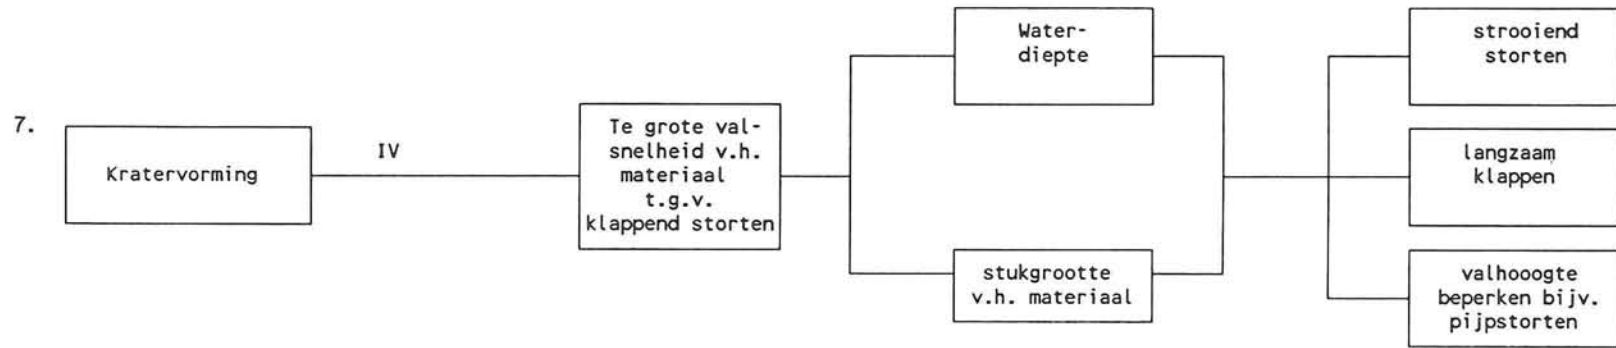 7.
Kratervorming
IV
Te grote val-
snelheid v.h.
materiaal
t.g.v.
klappend storten
Water-
diepte
stukgrootte
v.h. materiaal
strooiend
storten
langzaam
klappen
valhooogte
beperken bijv.
pijpstorten